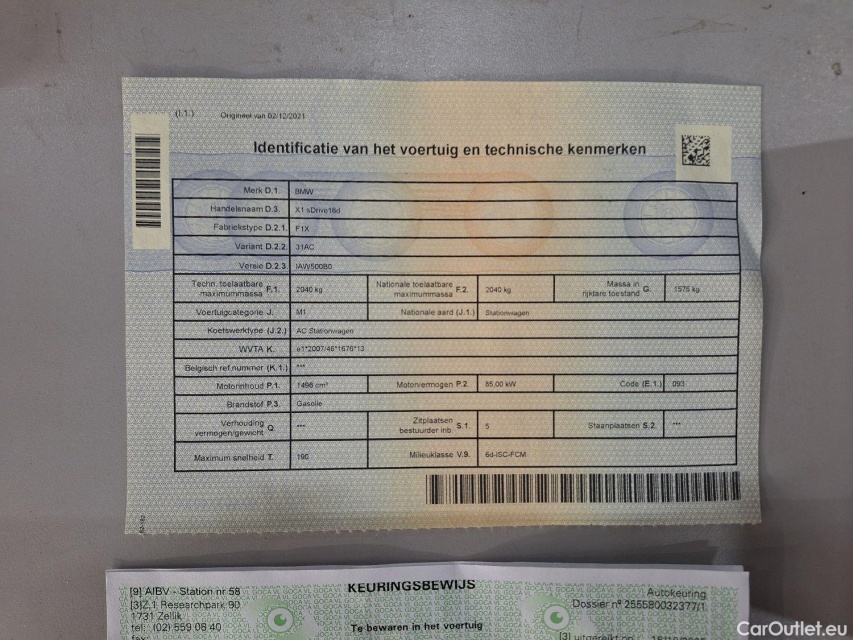 (I.1.) Origineel van 02/12/2021
Identificatie van het voertuig en technische kenmerken
Merk D.1. BMW
Handelsnaam D.3. X1 sDrive16d
Fabriekstype D.2.1. F1X
Variant D.2.2. 31AC
Versie D.2.3. IAW500B0
Techn. toelaatbare maximummassa F.1. 2040 kg Nationale toelaatbare maximummassa F.2. 2040 kg Massa in rijklare toestand G. 1575 kg
Voertuigcategorie J. M1 Nationale aard (J.1.) Stationwagen
Koetswerktype (J.2.) AC Stationwagen
WVTA K. e1*2007/46*1676*13
Belgisch ref.nummer (K.1.) ***
Motorinhoud P.1. 1496 cm³ Motorvermogen P.2. 85.00 kW Code (E.1.) 093
Brandstof P.3. Gasolie
Verhouding vermogen/gewicht Q. *** Zitplaatsen bestuurder inb. S.1. 5 Staanplaatsen S.2. ***
Maximum snelheid T. 190 Milieuklasse V.9. 6d-ISC-FCM
[9] AIBV - Station nr 58
KEURINGSBEWIJS
Autokeuring
[3]Z.1 Researchpark 90
Dossier n° 255580032377/1
1731 Zellik
tel: (02) 559 08 40
Te bewaren in het voertuig
[3] uitgereikt op
CarOutlet.eu